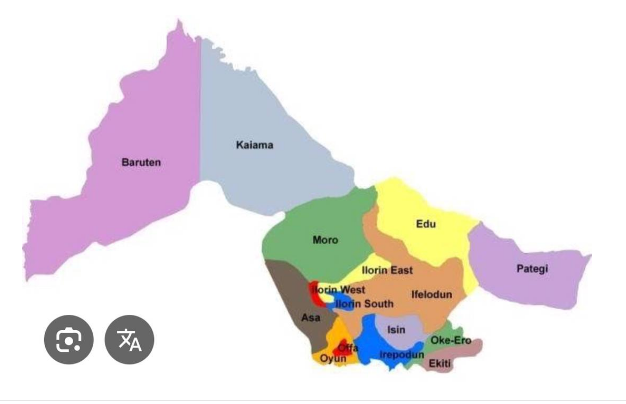 Kaiama
Baruten
Edu
Moro
Pategi
Ilorin East
Ilorin West
Ifelodun
Ilorin South
Asa
Isin
Oke-Ero
Offa
Irepodun
Oyun
Ekiti